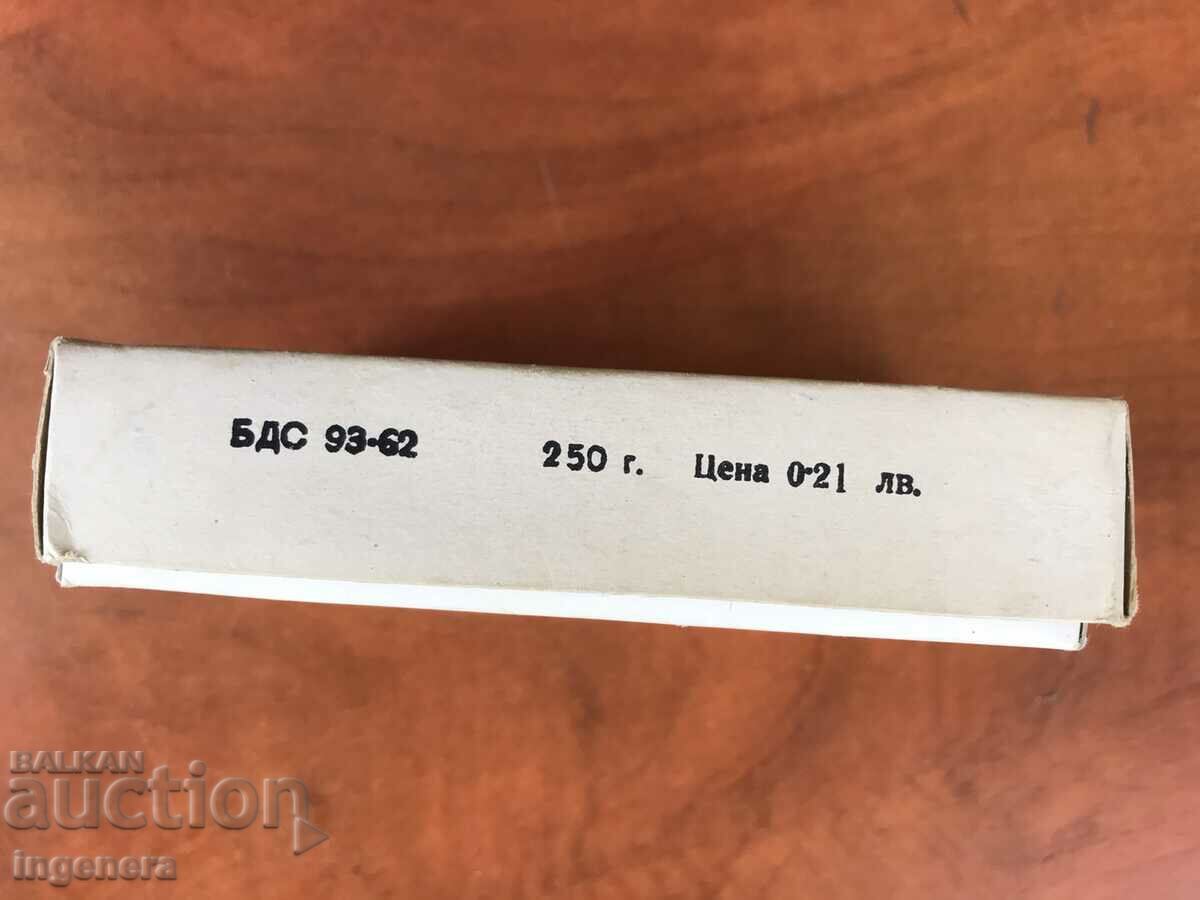 БДС 93-62 250 г. Цена 0·21 лв.
BALKAN
auction
ingenera